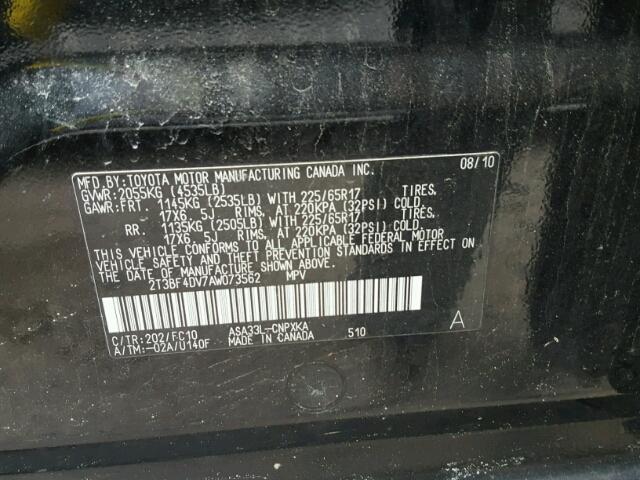 MFD.BY:TOYOTA MOTOR MANUFACTURING CANADA INC. 08/10
GVWR:2055KG (4535LB)
GAWR:FRT 1145KG (2535LB) WITH 225/65R17 TIRES,
17X6.5J RIMS, AT 220KPA (32PSI) COLD.
RR. 1135KG (2505LB) WITH 225/65R17 TIRES,
17X6.5J RIMS, AT 220KPA (32PSI) COLD.
THIS VEHICLE CONFORMS TO ALL APPLICABLE FEDERAL MOTOR
VEHICLE SAFETY AND THEFT PREVENTION STANDARDS IN EFFECT ON
THE DATE OF MANUFACTURE SHOWN ABOVE.
2T3BF4DV7AW073562 MPV
C/TR:202/FC10 ASA33L-CNPXKA 510 A
A/TM:-02A/U140F MADE IN CANADA